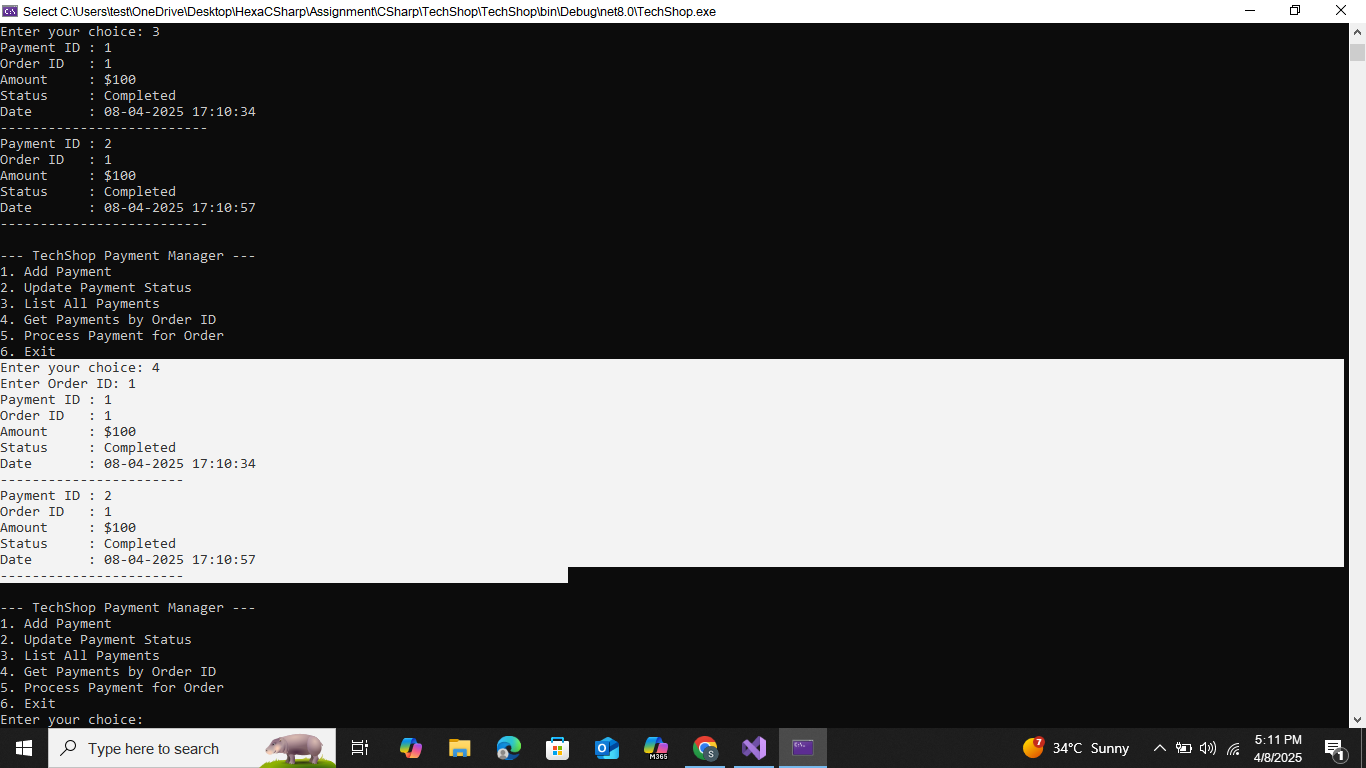 Select C:\Users\test\OneDrive\Desktop\HexaCSharp\Assignment\CSharp\TechShop\TechShop\bin\Debug\net8.0\TechShop.exe
Enter your choice: 3
Payment ID : 1
Order ID   : 1
Amount     : $100
Status     : Completed
Date       : 08-04-2025 17:10:34
--------------------------
Payment ID : 2
Order ID   : 1
Amount     : $100
Status     : Completed
Date       : 08-04-2025 17:10:57
--------------------------
--- TechShop Payment Manager ---
1. Add Payment
2. Update Payment Status
3. List All Payments
4. Get Payments by Order ID
5. Process Payment for Order
6. Exit
Enter your choice: 4
Enter Order ID: 1
Payment ID : 1
Order ID   : 1
Amount     : $100
Status     : Completed
Date       : 08-04-2025 17:10:34
-----------------------
Payment ID : 2
Order ID   : 1
Amount     : $100
Status     : Completed
Date       : 08-04-2025 17:10:57
-----------------------
--- TechShop Payment Manager ---
1. Add Payment
2. Update Payment Status
3. List All Payments
4. Get Payments by Order ID
5. Process Payment for Order
6. Exit
Enter your choice:
Type here to search
M365
S
7
34°C Sunny
5:11 PM
4/8/2025
1